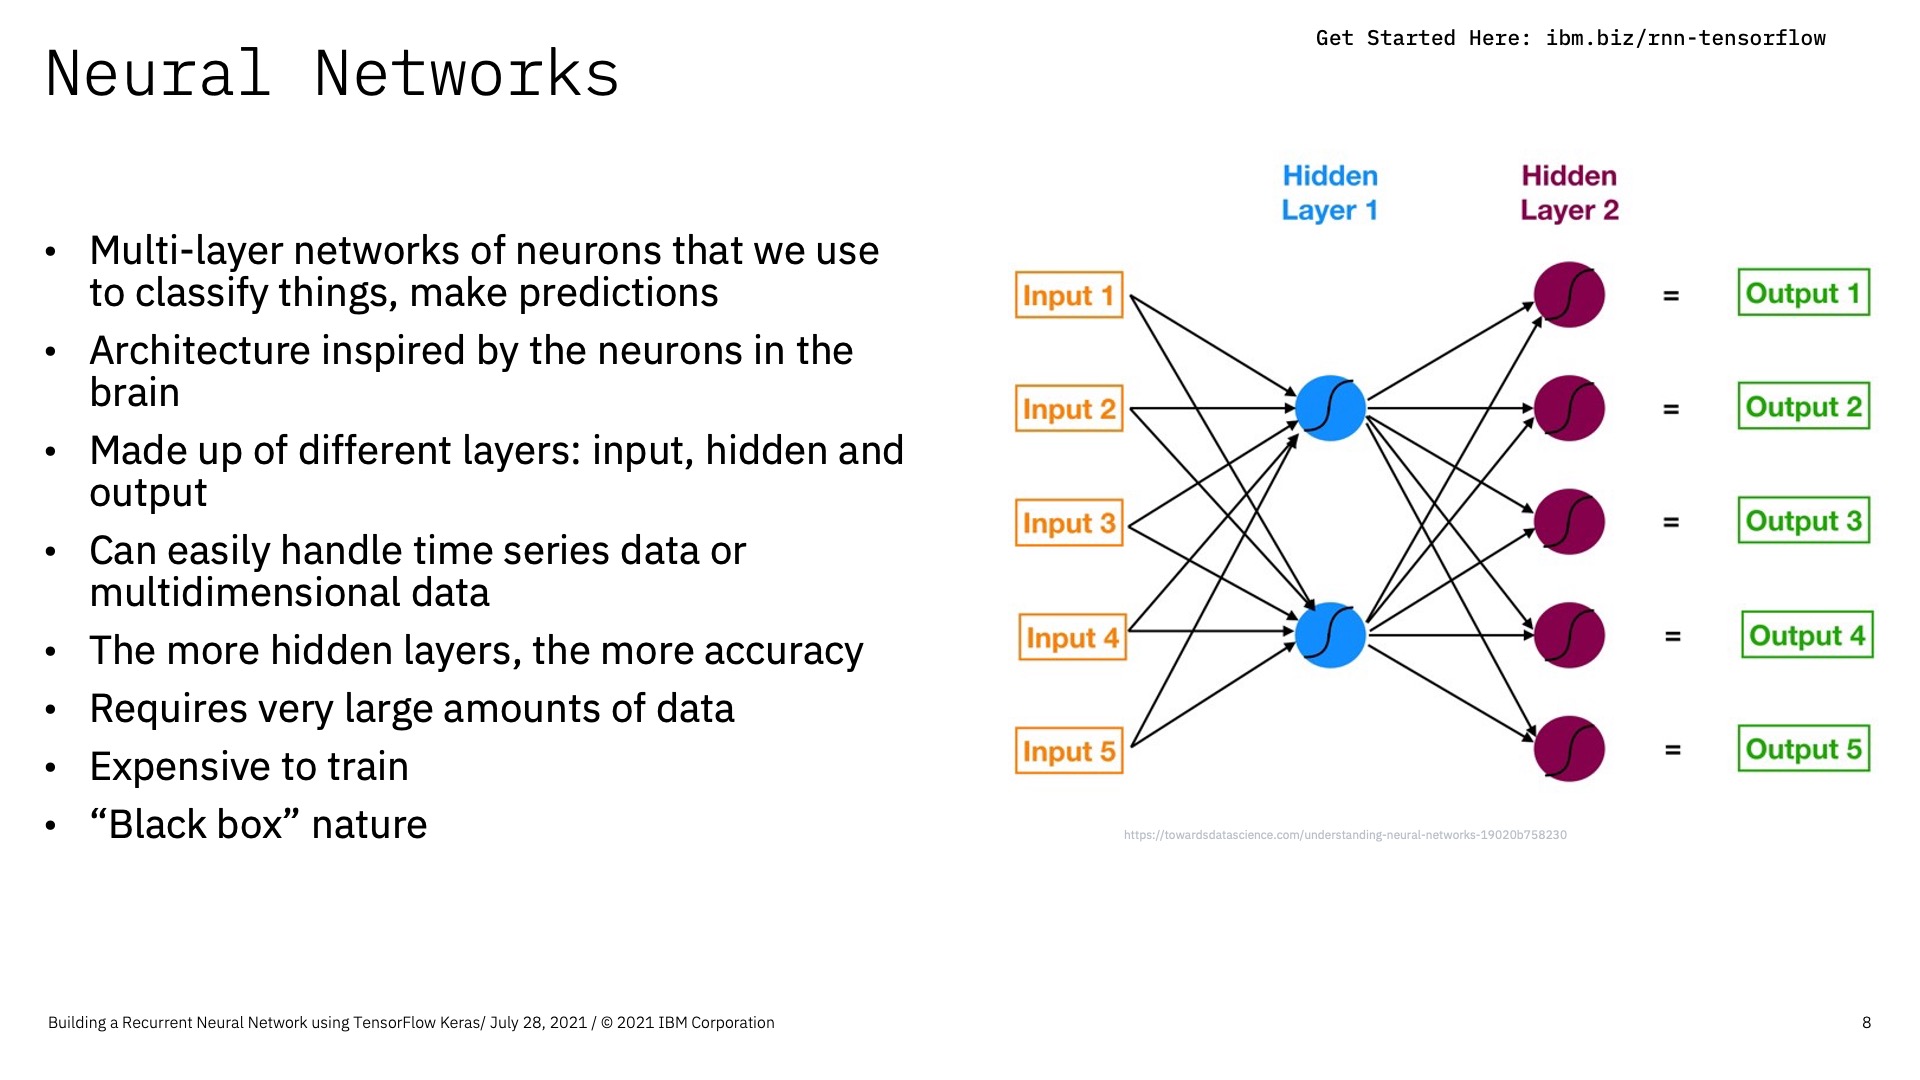 Get Started Here: ibm.biz/rnn-tensorflow
Neural Networks
• Multi-layer networks of neurons that we use
to classify things, make predictions
• Architecture inspired by the neurons in the
brain
• Made up of different layers: input, hidden and
output
• Can easily handle time series data or
multidimensional data
• The more hidden layers, the more accuracy
• Requires very large amounts of data
• Expensive to train
• “Black box” nature
Hidden
Layer 1
Hidden
Layer 2
Input 1
= Output 1
Input 2
= Output 2
Input 3
= Output 3
Input 4
= Output 4
Input 5
= Output 5
https://towardsdatascience.com/understanding-neural-networks-19020b758230
Building a Recurrent Neural Network using TensorFlow Keras/ July 28, 2021 / © 2021 IBM Corporation
8